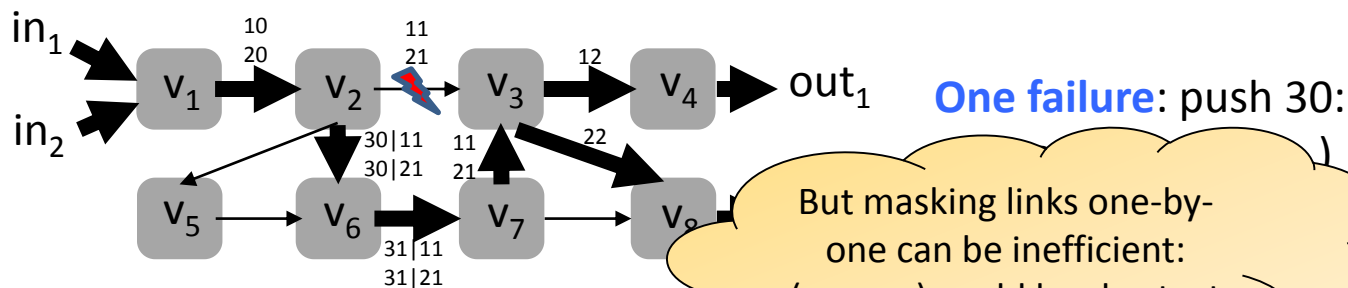 in₁
in₂
10
20
11
21
12
v₁
v₂
v₃
v₄
out₁
One failure: push 30:
)
30|11
30|21
11
21
22
v₅
v₆
v₇
But masking links one-by-
one can be inefficient:
31|11
31|21